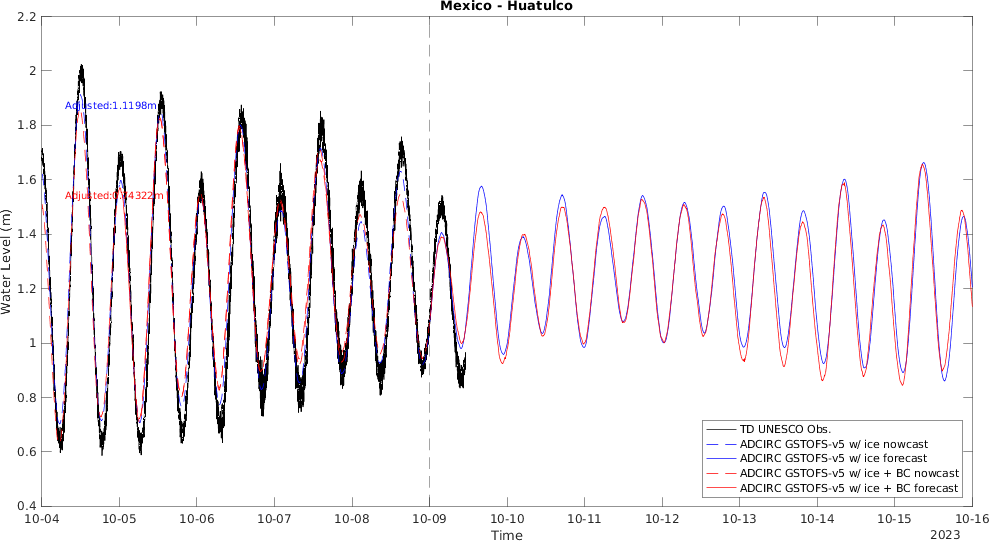 Mexico - Huatulco
2.2
2
1.8
1.6
1.4
1.2
1
0.8
0.6
0.4
Water Level (m)
Adjusted:1.1198m
TD UNESCO Obs.
ADCIRC GSTOFS-v5 w/ ice nowcast
ADCIRC GSTOFS-v5 w/ ice forecast
ADCIRC GSTOFS-v5 w/ ice + BC nowcast
ADCIRC GSTOFS-v5 w/ ice + BC forecast
10-04 10-05 10-06 10-07 10-08 10-09 10-10 10-11 10-12 10-13 10-14 10-15 10-16
Time
2023